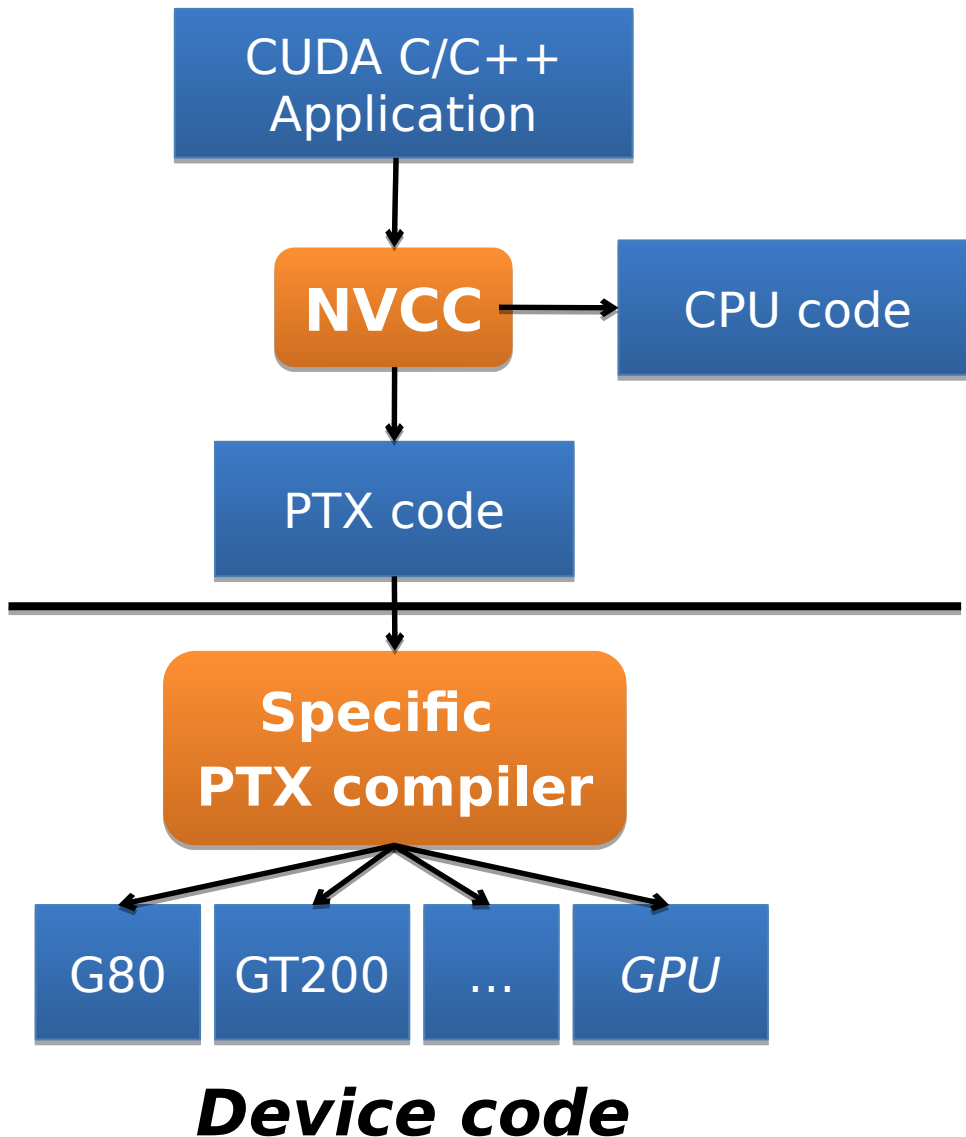 CUDA C/C++
Application
NVCC
CPU code
PTX code
Specific
PTX compiler
G80
GT200
...
GPU
Device code